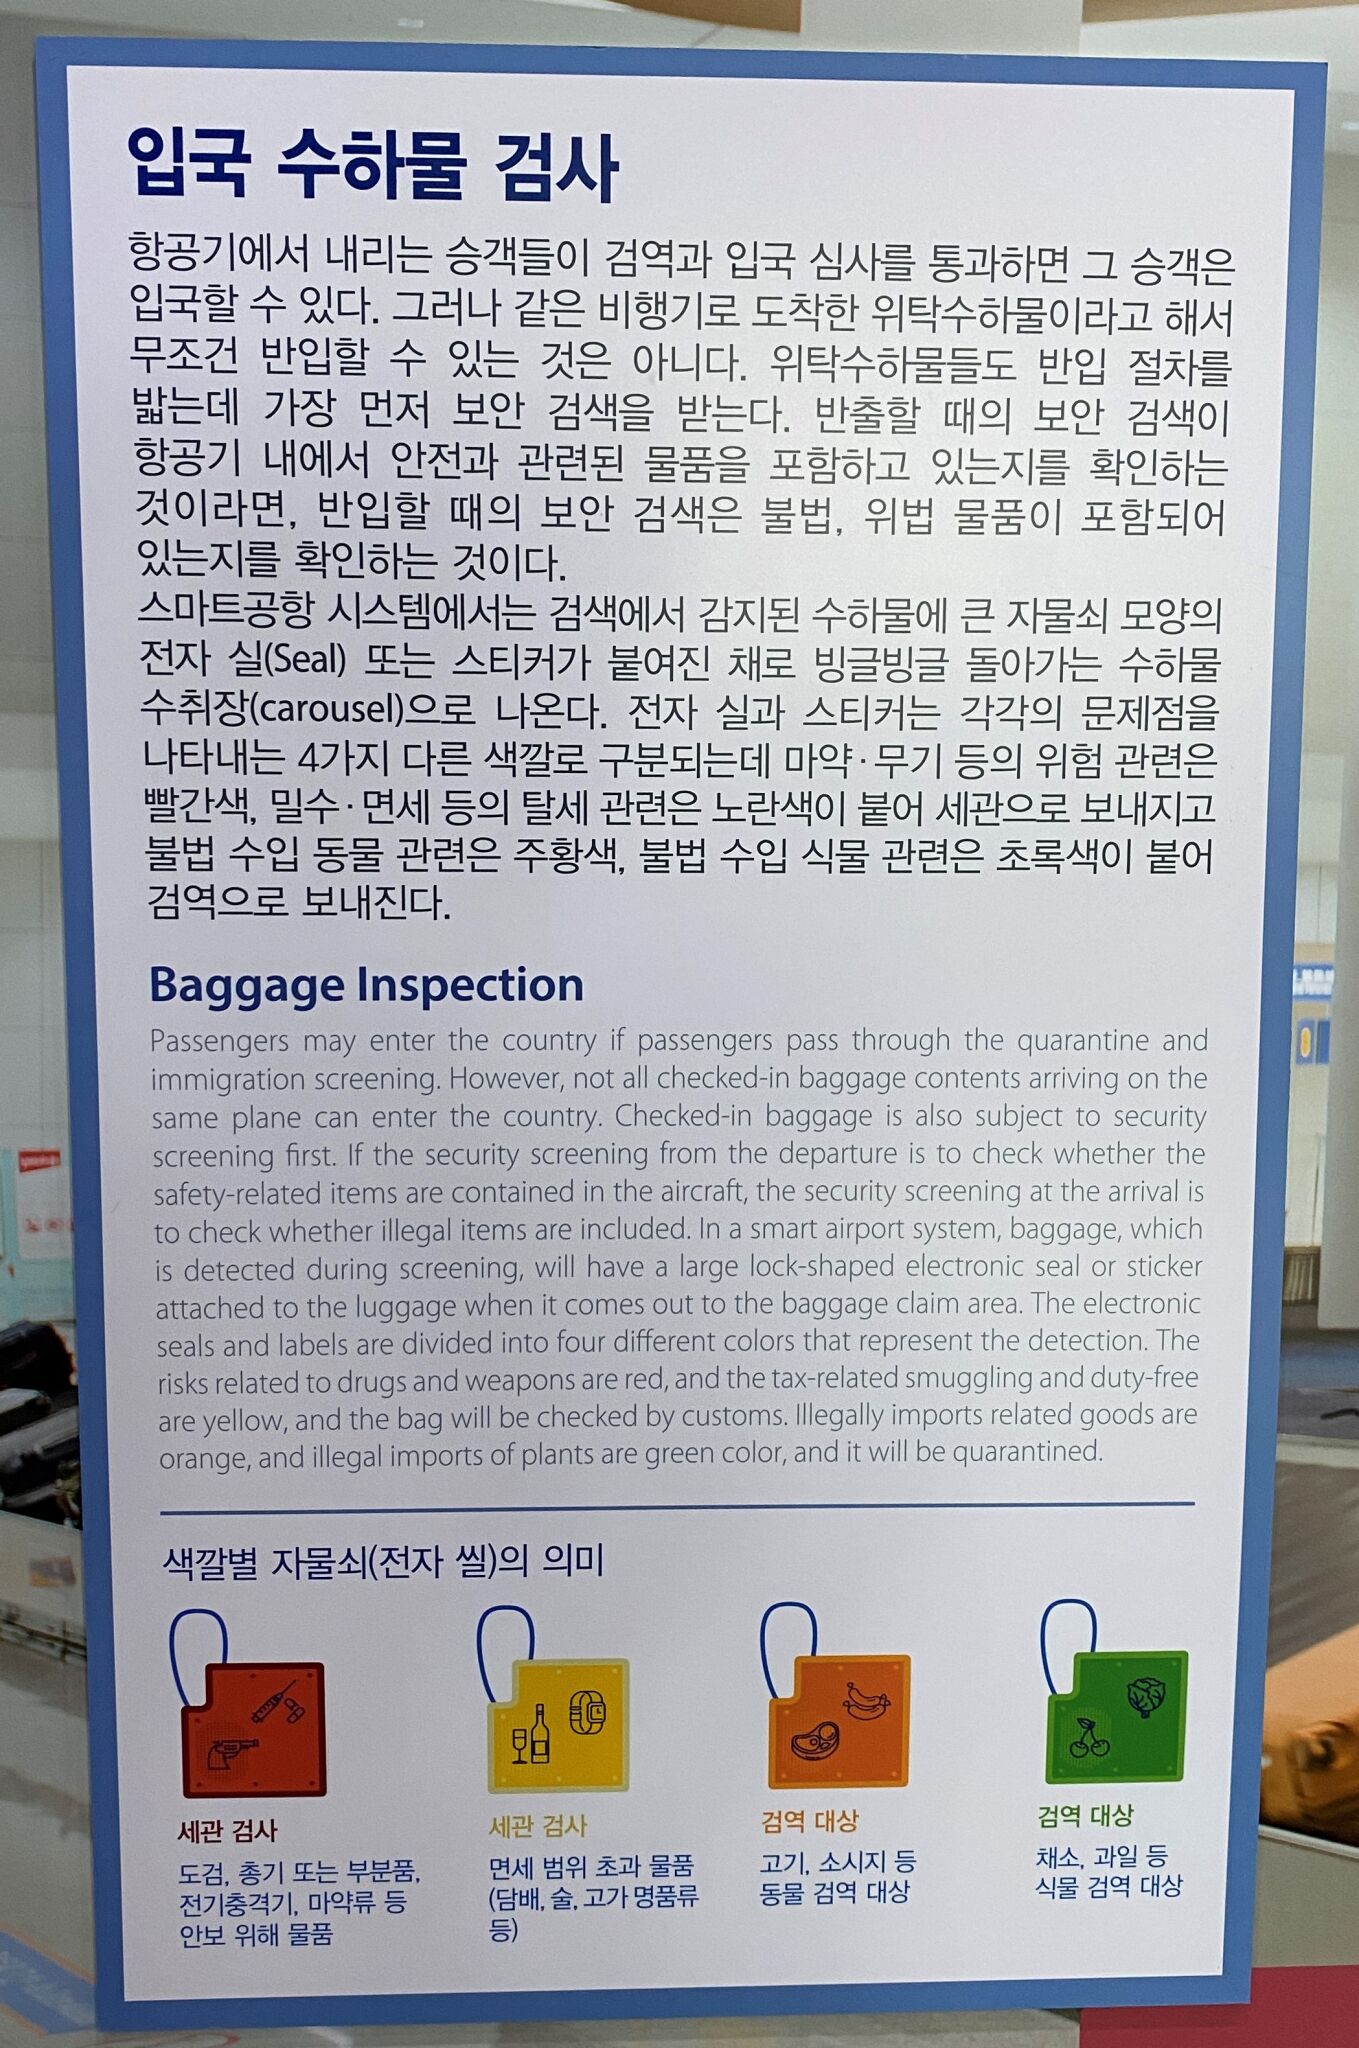 입국 수하물 검사
항공기에서 내리는 승객들이 검역과 입국 심사를 통과하면 그 승객은
입국할 수 있다. 그러나 같은 비행기로 도착한 위탁수하물이라고 해서
무조건 반입할 수 있는 것은 아니다. 위탁수하물들도 반입 절차를
밟는데 가장 먼저 보안 검색을 받는다. 반출할 때의 보안 검색이
항공기 내에서 안전과 관련된 물품을 포함하고 있는지를 확인하는
것이라면, 반입할 때의 보안 검색은 불법, 위법 물품이 포함되어
있는지를 확인하는 것이다.
스마트공항 시스템에서는 검색에서 감지된 수하물에 큰 자물쇠 모양의
전자 실(Seal) 또는 스티커가 붙여진 채로 빙글빙글 돌아가는 수하물
수취장(carousel)으로 나온다. 전자 실과 스티커는 각각의 문제점을
나타내는 4가지 다른 색깔로 구분되는데 마약·무기 등의 위험 관련은
빨간색, 밀수·면세 등의 탈세 관련은 노란색이 붙어 세관으로 보내지고
불법 수입 동물 관련은 주황색, 불법 수입 식물 관련은 초록색이 붙어
검역으로 보내진다.
Baggage Inspection
Passengers may enter the country if passengers pass through the quarantine and
immigration screening. However, not all checked-in baggage contents arriving on the
same plane can enter the country. Checked-in baggage is also subject to security
screening first. If the security screening from the departure is to check whether the
safety-related items are contained in the aircraft, the security screening at the arrival is
to check whether illegal items are included. In a smart airport system, baggage, which
is detected during screening, will have a large lock-shaped electronic seal or sticker
attached to the luggage when it comes out to the baggage claim area. The electronic
seals and labels are divided into four different colors that represent the detection. The
risks related to drugs and weapons are red, and the tax-related smuggling and duty-free
are yellow, and the bag will be checked by customs. Illegally imports related goods are
orange, and illegal imports of plants are green color, and it will be quarantined.
색깔별 자물쇠(전자 씰)의 의미
세관 검사
도검, 총기 또는 부분품,
전기충격기, 마약류 등
안보 위해 물품
세관 검사
면세 범위 초과 물품
(담배, 술, 고가 명품류
등)
검역 대상
고기, 소시지 등
동물 검역 대상
검역 대상
채소, 과일 등
식물 검역 대상